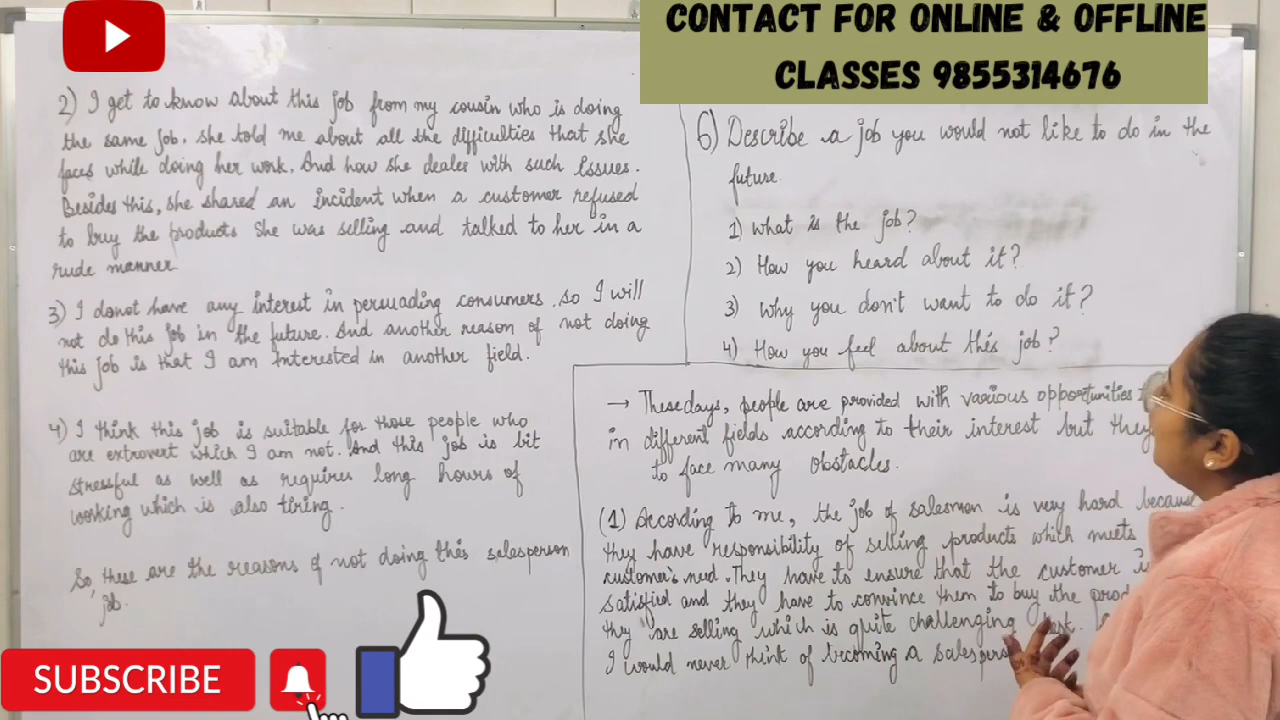 CONTACT FOR ONLINE & OFFLINE
CLASSES 9855314676
6) Describe a job you would not like to do in the
future.
1) What is the job?
2) How you heard about it?
3) Why you don't want to do it?
4) How you feel about this job?
→ Thesedays, people are provided with various opportunities
in different fields according to their interest but they
to face many obstacles.
(1) According to me, the job of salesman is very hard because
they have responsibility of selling products which meets
customer's need. They have to ensure that the customer is
satisfied and they have to convince them to buy the
they are selling which is quite challenging task.
I would never think of becoming a
2) I get to know about this job from my cousin who is doing
the same job. she told me about all the difficulties that she
faces while doing her work. And how she deales with such issues.
Besides this, she shared an incident when a customer refused
to buy the products she was selling and talked to her in a
rude manner
3) I donot have any interest in persuading consumers. so I will
not do this job in the future. And another reason of not doing
this job is that I am interested in another field.
4) I think this job is suitable for those people who
are extrovert which I am not. And this job is bit
stressful as well as requires long hours of
working which is also tiring.
So, these are the reasons of not doing this salesperson
job.
SUBSCRIBE